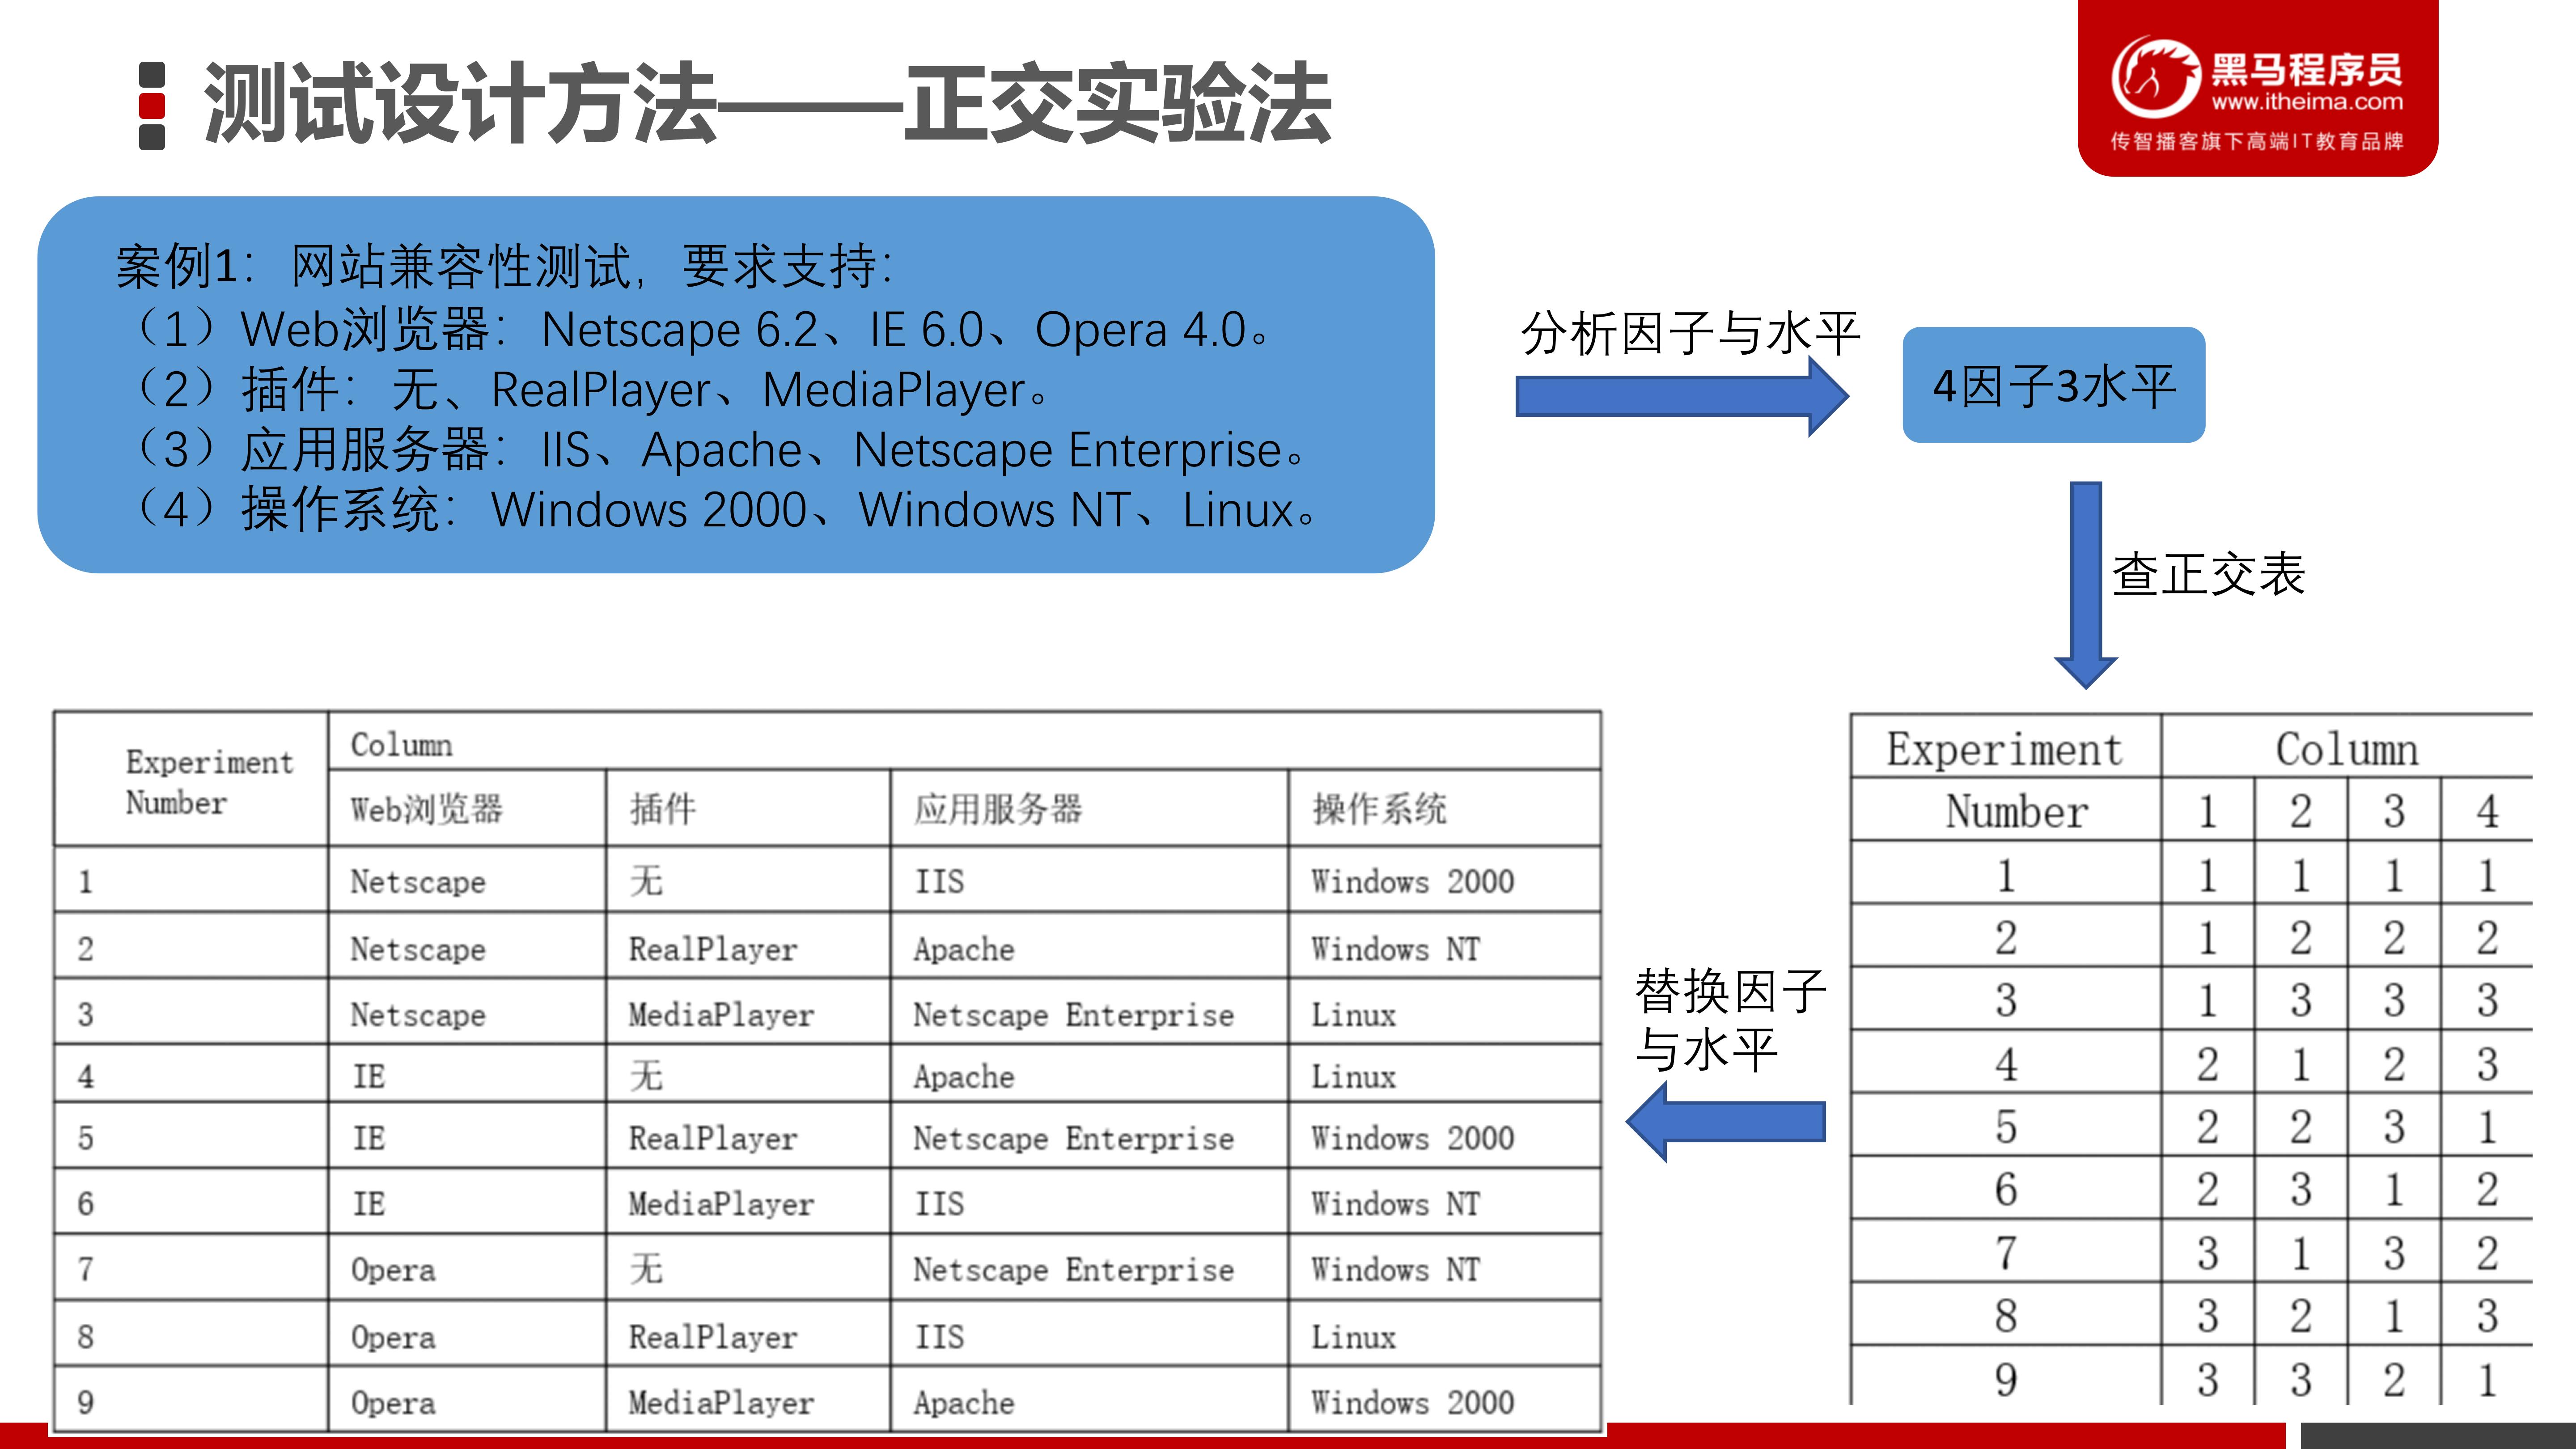 测试设计方法——正交实验法
黑马程序员
www.itheima.com
传智播客旗下高端IT教育品牌
案例1：网站兼容性测试，要求支持：
（1）Web浏览器：Netscape 6.2、IE 6.0、Opera 4.0。
（2）插件：无、RealPlayer、MediaPlayer。
（3）应用服务器：IIS、Apache、Netscape Enterprise。
（4）操作系统：Windows 2000、Windows NT、Linux。
分析因子与水平
4因子3水平
查正交表
Experiment Column
Number 1 2 3 4
1 1 1 1 1
2 1 2 2 2
3 1 3 3 3
4 2 1 2 3
5 2 2 3 1
6 2 3 1 2
7 3 1 3 2
8 3 2 1 3
9 3 3 2 1
替换因子
与水平
Experiment
Number
Column
Web浏览器 插件 应用服务器 操作系统
1 Netscape 无 IIS Windows 2000
2 Netscape RealPlayer Apache Windows NT
3 Netscape MediaPlayer Netscape Enterprise Linux
4 IE 无 Apache Linux
5 IE RealPlayer Netscape Enterprise Windows 2000
6 IE MediaPlayer IIS Windows NT
7 Opera 无 Netscape Enterprise Windows NT
8 Opera RealPlayer IIS Linux
9 Opera MediaPlayer Apache Windows 2000